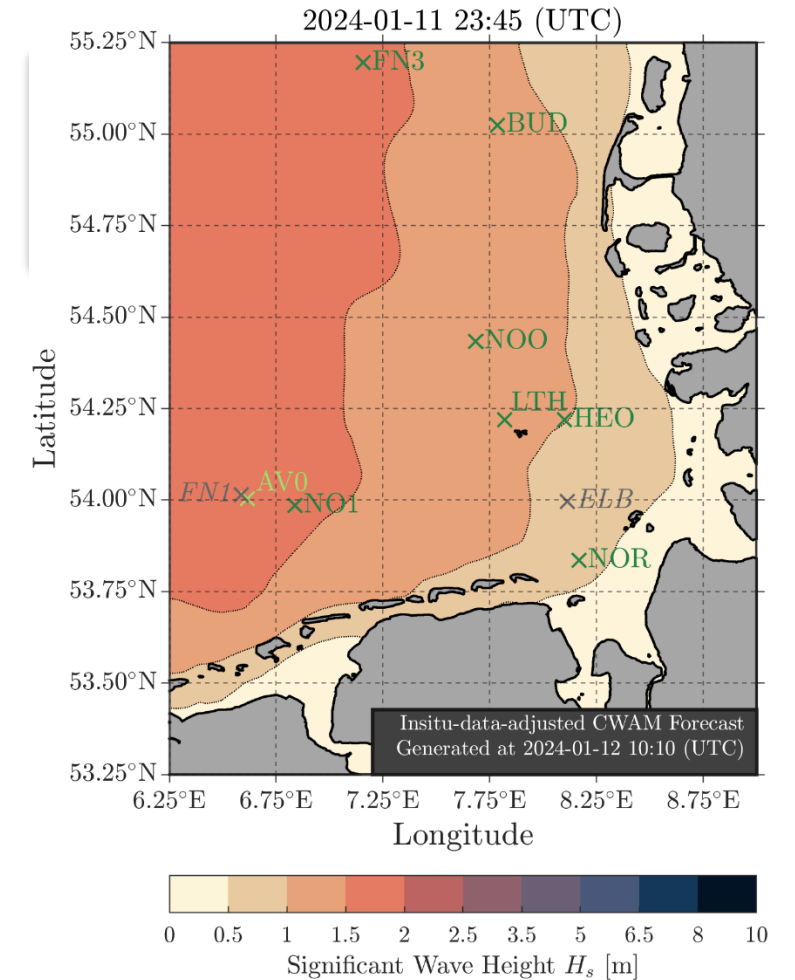 2024-01-11 23:45 (UTC)
55.25°N
55.00°N
54.75°N
54.50°N
54.25°N
54.00°N
53.75°N
53.50°N
53.25°N
Latitude
FN3
BUD
NOO
LTH
HEO
FN1
AV0
NO1
ELB
NOR
Insitu-data-adjusted CWAM Forecast
Generated at 2024-01-12 10:10 (UTC)
6.25°E 6.75°E 7.25°E 7.75°E 8.25°E 8.75°E
Longitude
0 0.5 1 1.5 2 2.5 3.5 5 6.5 8 10
Significant Wave Height Hs [m]